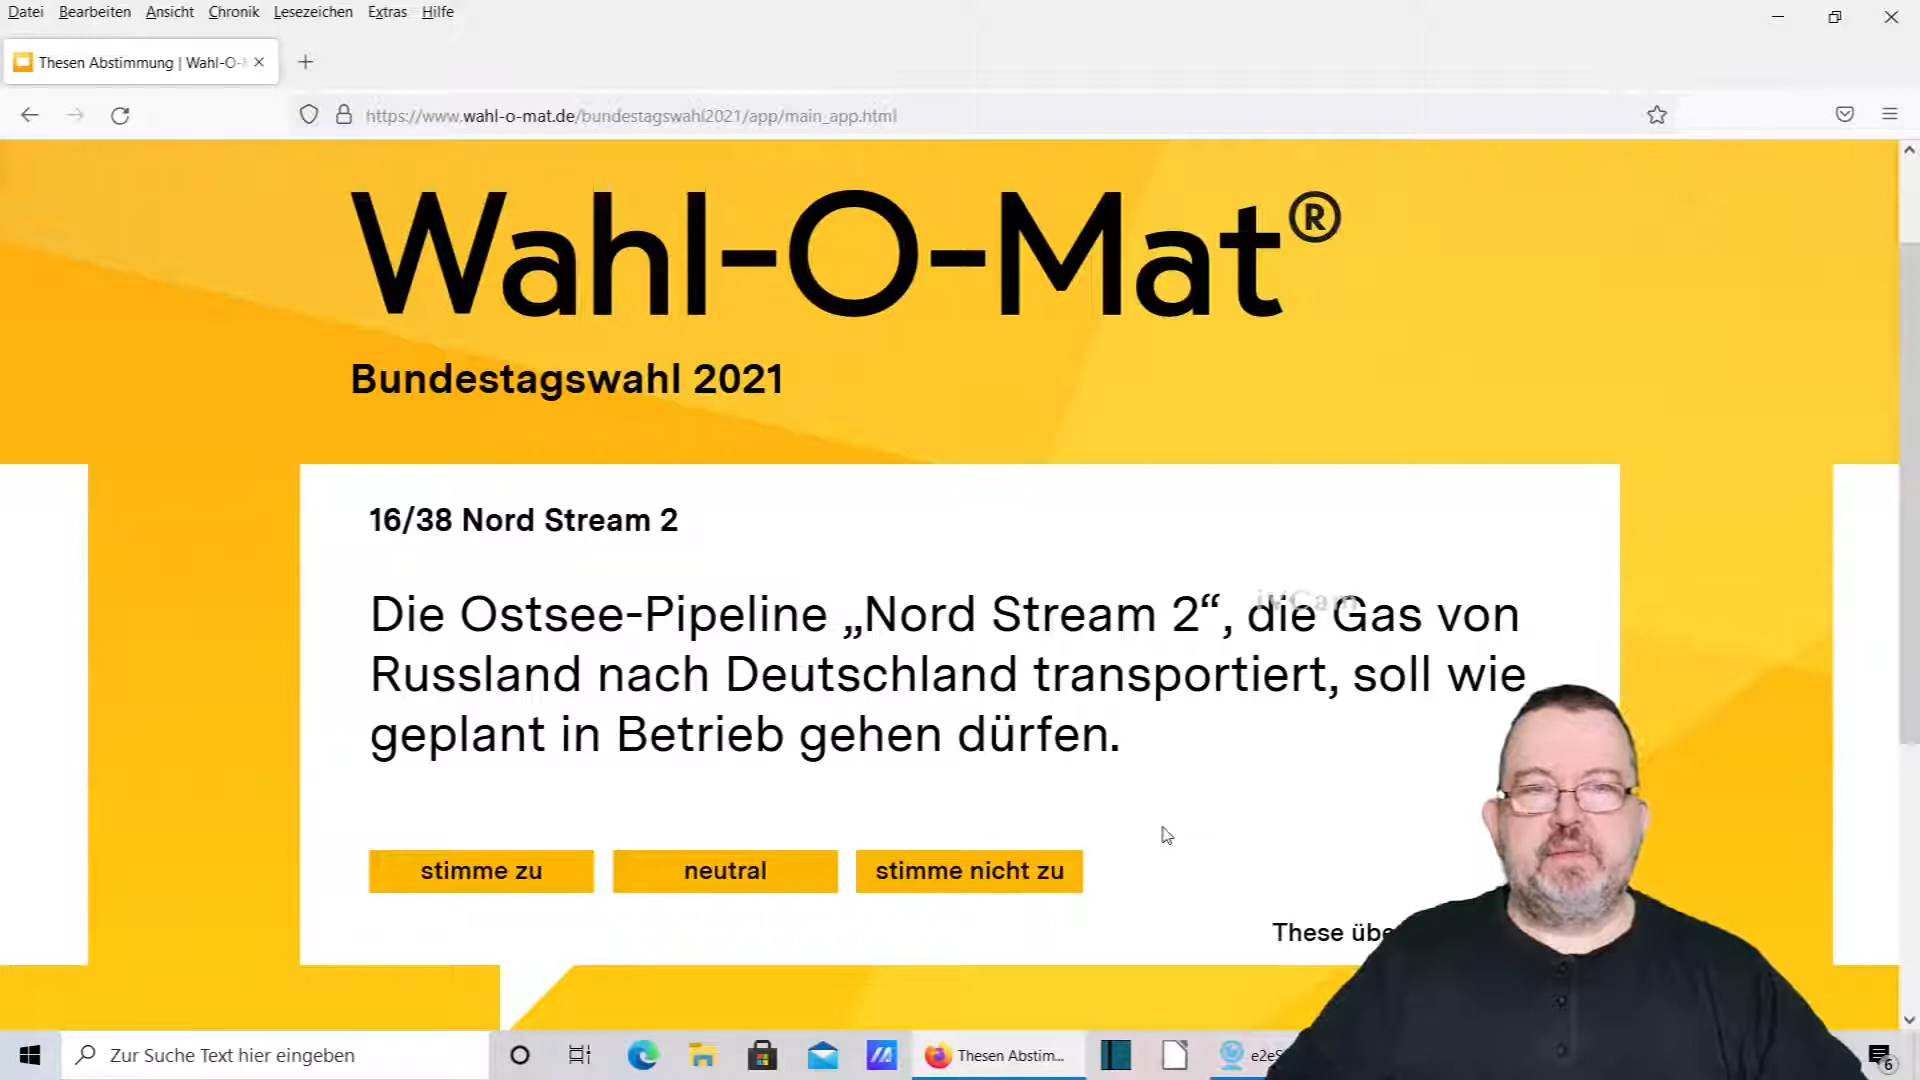 Datei Bearbeiten Ansicht Chronik Lesezeichen Extras Hilfe
Thesen Abstimmung | Wahl-O-
https://www.wahl-o-mat.de/bundestagswahl2021/app/main_app.html
Wahl-O-Mat®
Bundestagswahl 2021
16/38 Nord Stream 2
iVCam
Die Ostsee-Pipeline „Nord Stream 2“, die Gas von
Russland nach Deutschland transportiert, soll wie
geplant in Betrieb gehen dürfen.
stimme zu neutral stimme nicht zu
These
Zur Suche Text hier eingeben
Thesen Abstim...
6